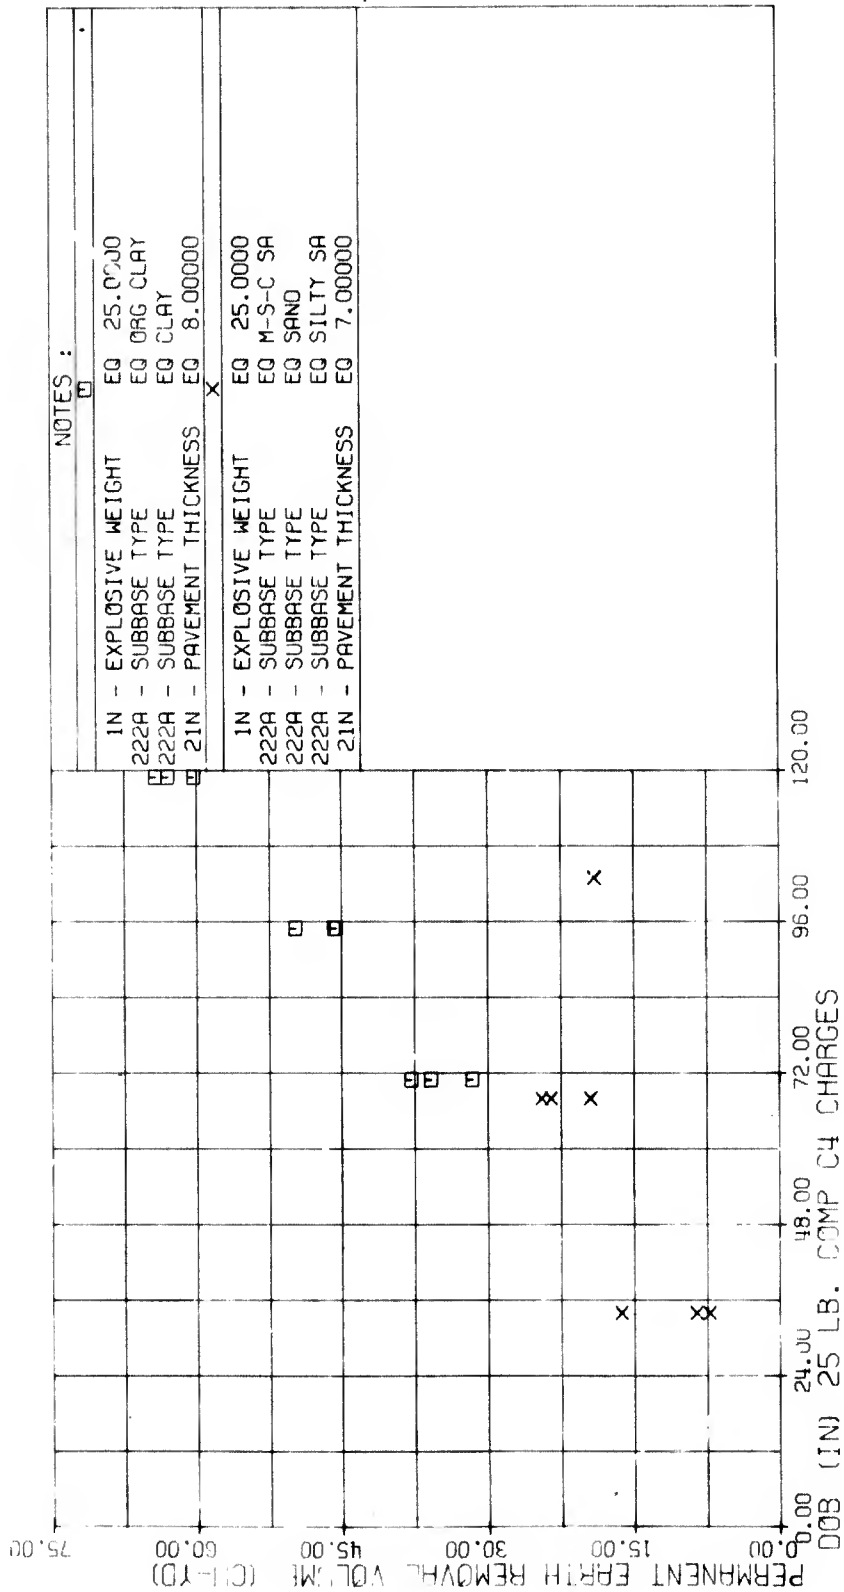 NOTES :
1N - EXPLOSIVE WEIGHT EQ 25.0000
222A - SUBBASE TYPE EQ ORG CLAY
222A - SUBBASE TYPE EQ CLAY
21N - PAVEMENT THICKNESS EQ 8.00000
1N - EXPLOSIVE WEIGHT EQ 25.0000
222A - SUBBASE TYPE EQ M-S-C SA
222A - SUBBASE TYPE EQ SAND
222A - SUBBASE TYPE EQ SILTY SA
21N - PAVEMENT THICKNESS EQ 7.00000
PERMANENT EARTH REMOVAL VOLUME (CU-YD)
75.00
60.00
45.00
30.00
15.00
0.00
0.00 24.00 48.00 72.00 96.00 120.00
DOB (IN) 25 LB. COMP C4 CHARGES